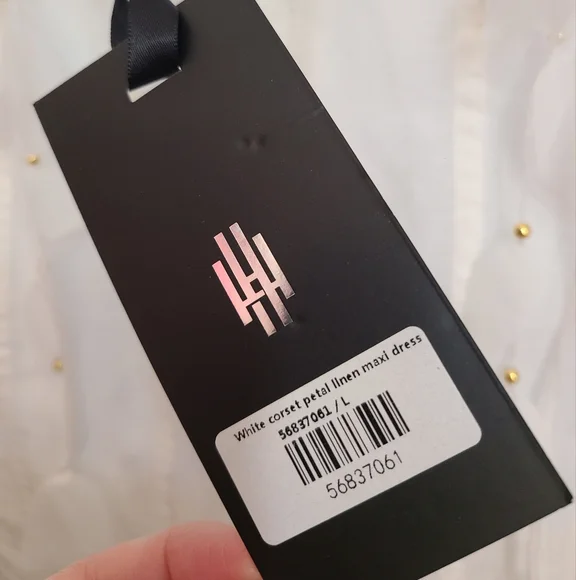 White corset petal linen maxi dress
56837061 / L
56837061